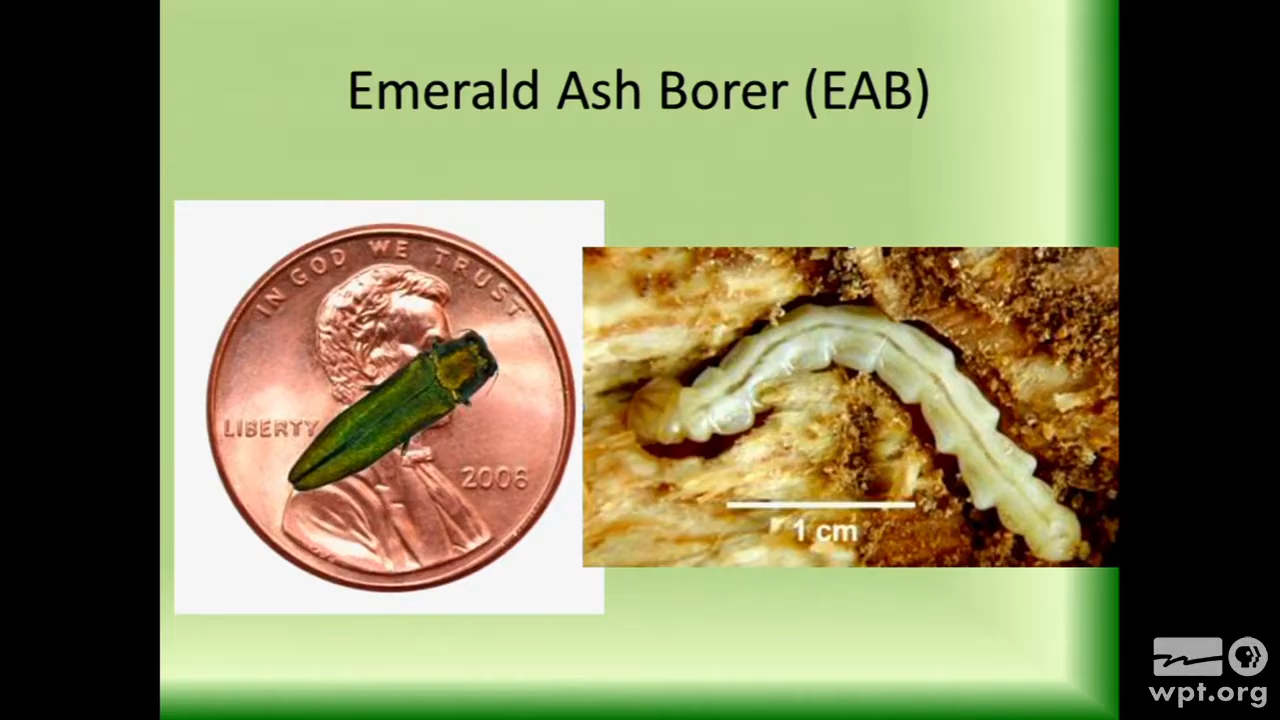 Emerald Ash Borer (EAB)
IN GOD WE TRUST
LIBERTY
2006
1 cm
wpt.org